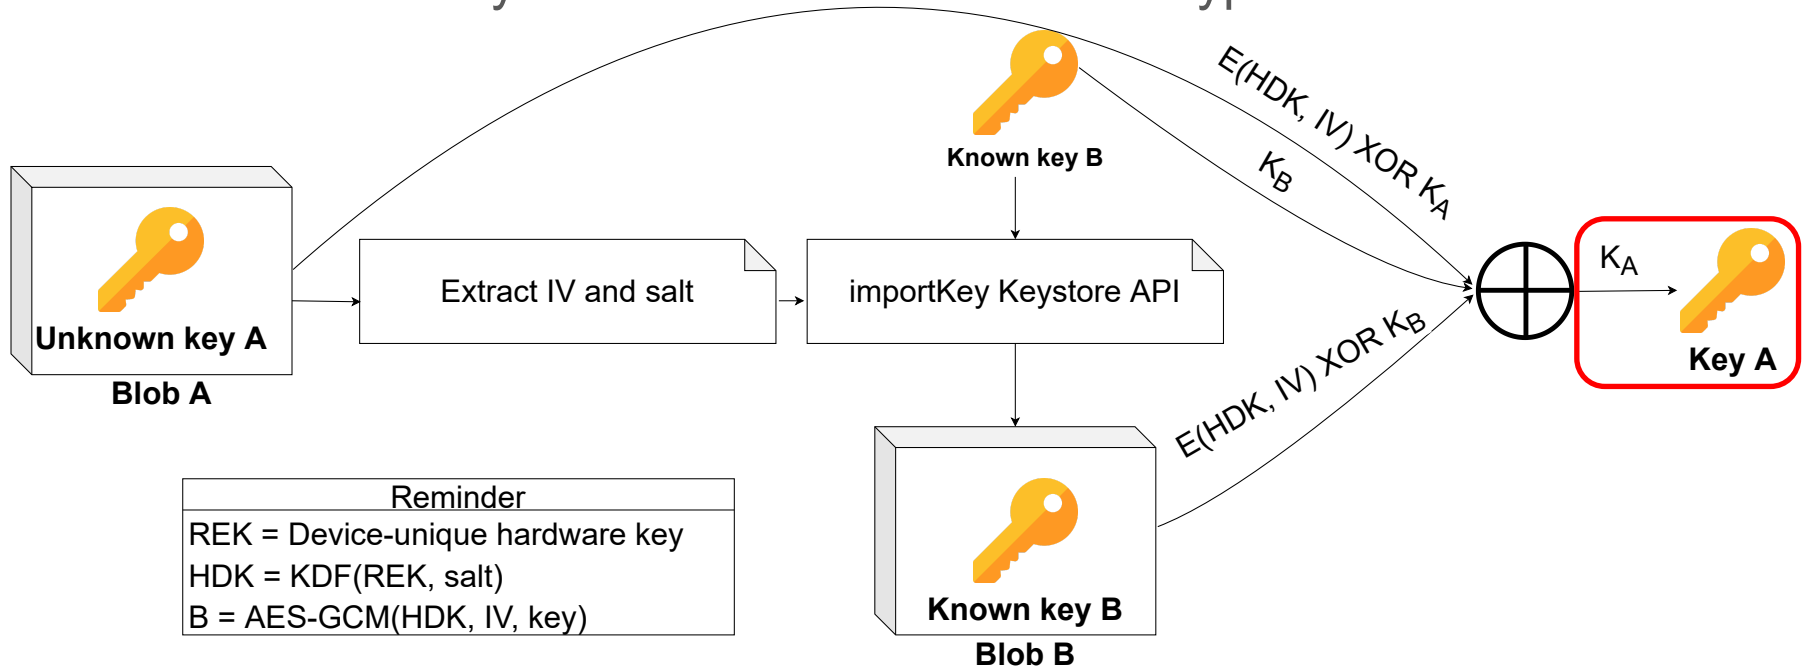 E(HDK, IV) XOR KA
Known key B
KB
Unknown key A
Blob A
Extract IV and salt
importKey Keystore API
KA
Key A
E(HDK, IV) XOR KB
Reminder
REK = Device-unique hardware key
HDK = KDF(REK, salt)
B = AES-GCM(HDK, IV, key)
Known key B
Blob B